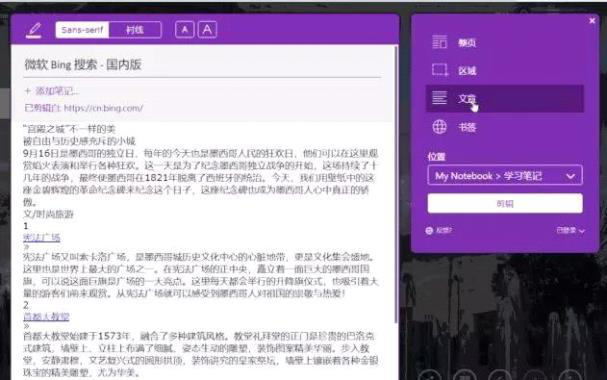 Sans-serif 衬线 A A
微软 Bing 搜索 - 国内版
+ 添加笔记...
已剪辑自: https://cn.bing.com/
“宫殿之城”不一样的美
被自由与历史感充斥的小城
9月16日是墨西哥的独立日，每年的今天也是墨西哥人民的狂欢日，他们可以在这里观
赏焰火表演和举行各种狂欢。这一天是为了纪念墨西哥独立战争的开始，这场持续了十
几年的战争，最终使墨西哥在1821年脱离了西班牙的统治。今天，我们用壁纸中的这
座金碧辉煌的革命纪念碑来纪念这个日子，这座纪念碑也成为墨西哥人心中真正的骄
傲。
文/时尚旅游
1
宪法广场
»
宪法广场又叫索卡洛广场，是墨西哥城历史文化中心的心脏地带，更是文化集会盛地。
这里也是世界上最大的广场之一。在宪法广场的正中央，矗立着一面巨大的墨西哥国
旗，可以说这面巨旗是广场的一大亮点。这里每天都会举行的升降旗仪式，也吸引着大
量的游客们前来观赏。从宪法广场就可以感受到墨西哥人对祖国的崇敬与热爱！
2
首都大教堂
»
首都大教堂始建于1573年，融合了多种建筑风格。教堂礼拜堂的正门是珍贵的巴洛克
式建筑，墙壁上、立柱上布满了细腻、姿态生动的雕塑，装饰图案精美华丽。步入教
堂，安静肃穆，文艺复兴式的圆形拱顶，装饰讲究的皇家祭坛，墙壁上镶嵌着各种金银
珠宝的精美雕塑，尤为华美。
整页
区域
文章
书签
位置
My Notebook > 学习笔记
剪辑
反馈?
已登录